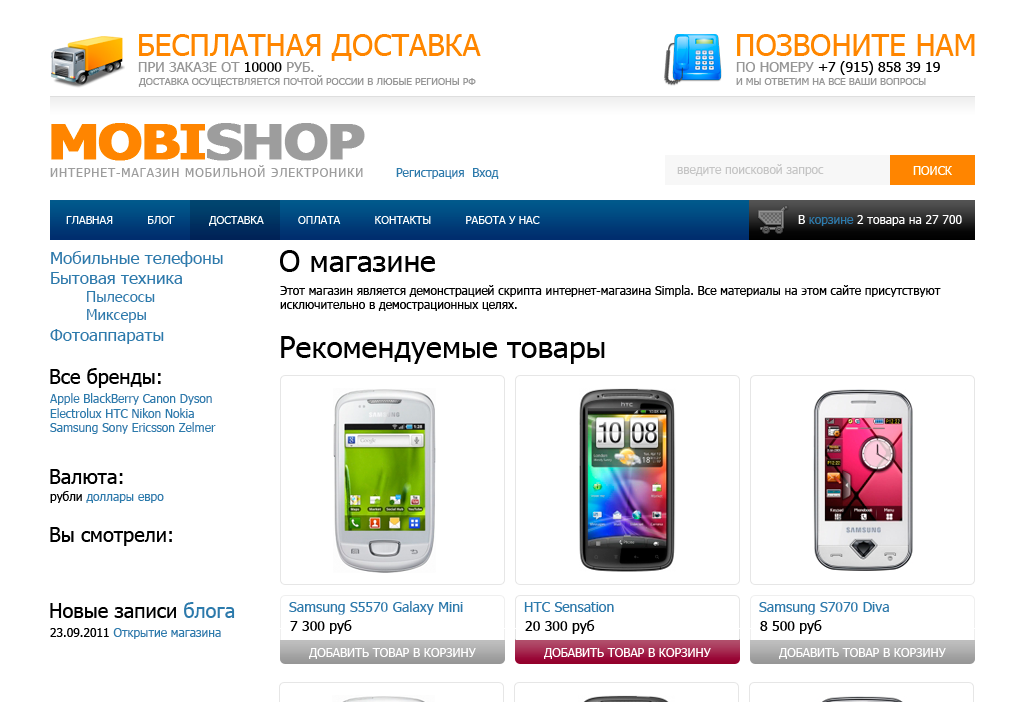 БЕСПЛАТНАЯ ДОСТАВКА
ПРИ ЗАКАЗЕ ОТ 10000 РУБ.
ДОСТАВКА ОСУЩЕСТВЛЯЕТСЯ ПОЧТОЙ РОССИИ В ЛЮБЫЕ РЕГИОНЫ РФ
ПОЗВОНИТЕ НАМ
ПО НОМЕРУ +7 (915) 858 39 19
И МЫ ОТВЕТИМ НА ВСЕ ВАШИ ВОПРОСЫ
MOBISHOP
ИНТЕРНЕТ-МАГАЗИН МОБИЛЬНОЙ ЭЛЕКТРОНИКИ
Регистрация Вход
введите поисковой запрос
ПОИСК
ГЛАВНАЯ БЛОГ ДОСТАВКА ОПЛАТА КОНТАКТЫ РАБОТА У НАС
В корзине 2 товара на 27 700
Мобильные телефоны
Бытовая техника
Пылесосы
Миксеры
Фотоаппараты
Все бренды:
Apple BlackBerry Canon Dyson
Electrolux HTC Nikon Nokia
Samsung Sony Ericsson Zelmer
Валюта:
рубли доллары евро
Вы смотрели:
Новые записи блога
23.09.2011 Открытие магазина
О магазине
Этот магазин является демонстрацией скрипта интернет-магазина Simpla. Все материалы на этом сайте присутствуют
исключительно в демострационных целях.
Рекомендуемые товары
SAMSUNG
Google
hTC
10 08
SAMSUNG
Samsung S5570 Galaxy Mini
7 300 руб
ДОБАВИТЬ ТОВАР В КОРЗИНУ
HTC Sensation
20 300 руб
ДОБАВИТЬ ТОВАР В КОРЗИНУ
Samsung S7070 Diva
8 500 руб
ДОБАВИТЬ ТОВАР В КОРЗИНУ